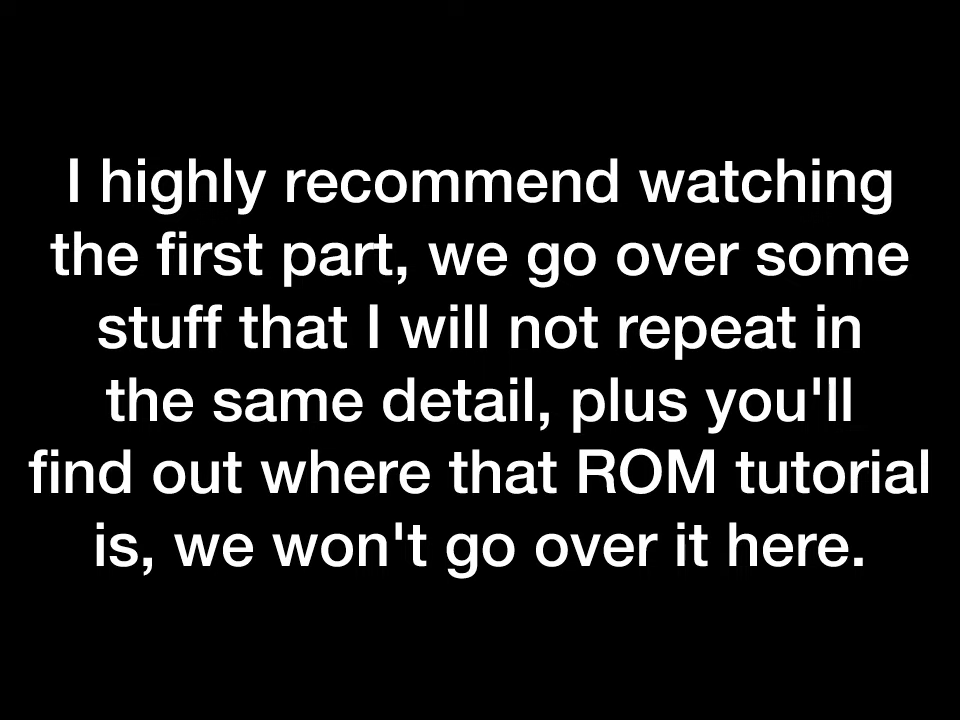 I highly recommend watching
the first part, we go over some
stuff that I will not repeat in
the same detail, plus you'll
find out where that ROM tutorial
is, we won't go over it here.